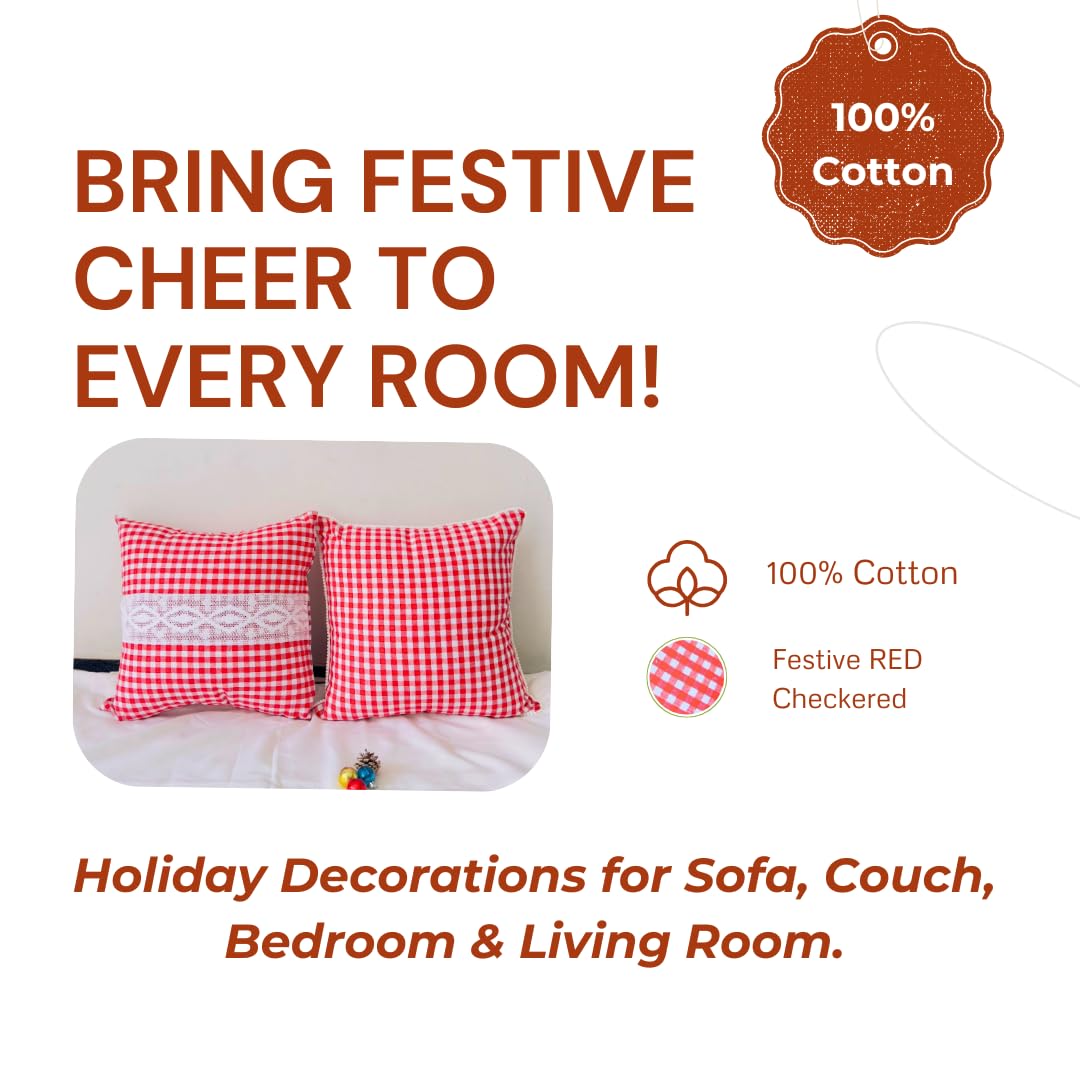 100%
Cotton
BRING FESTIVE
CHEER TO
EVERY ROOM!
100% Cotton
Festive RED
Checkered
Holiday Decorations for Sofa, Couch,
Bedroom & Living Room.